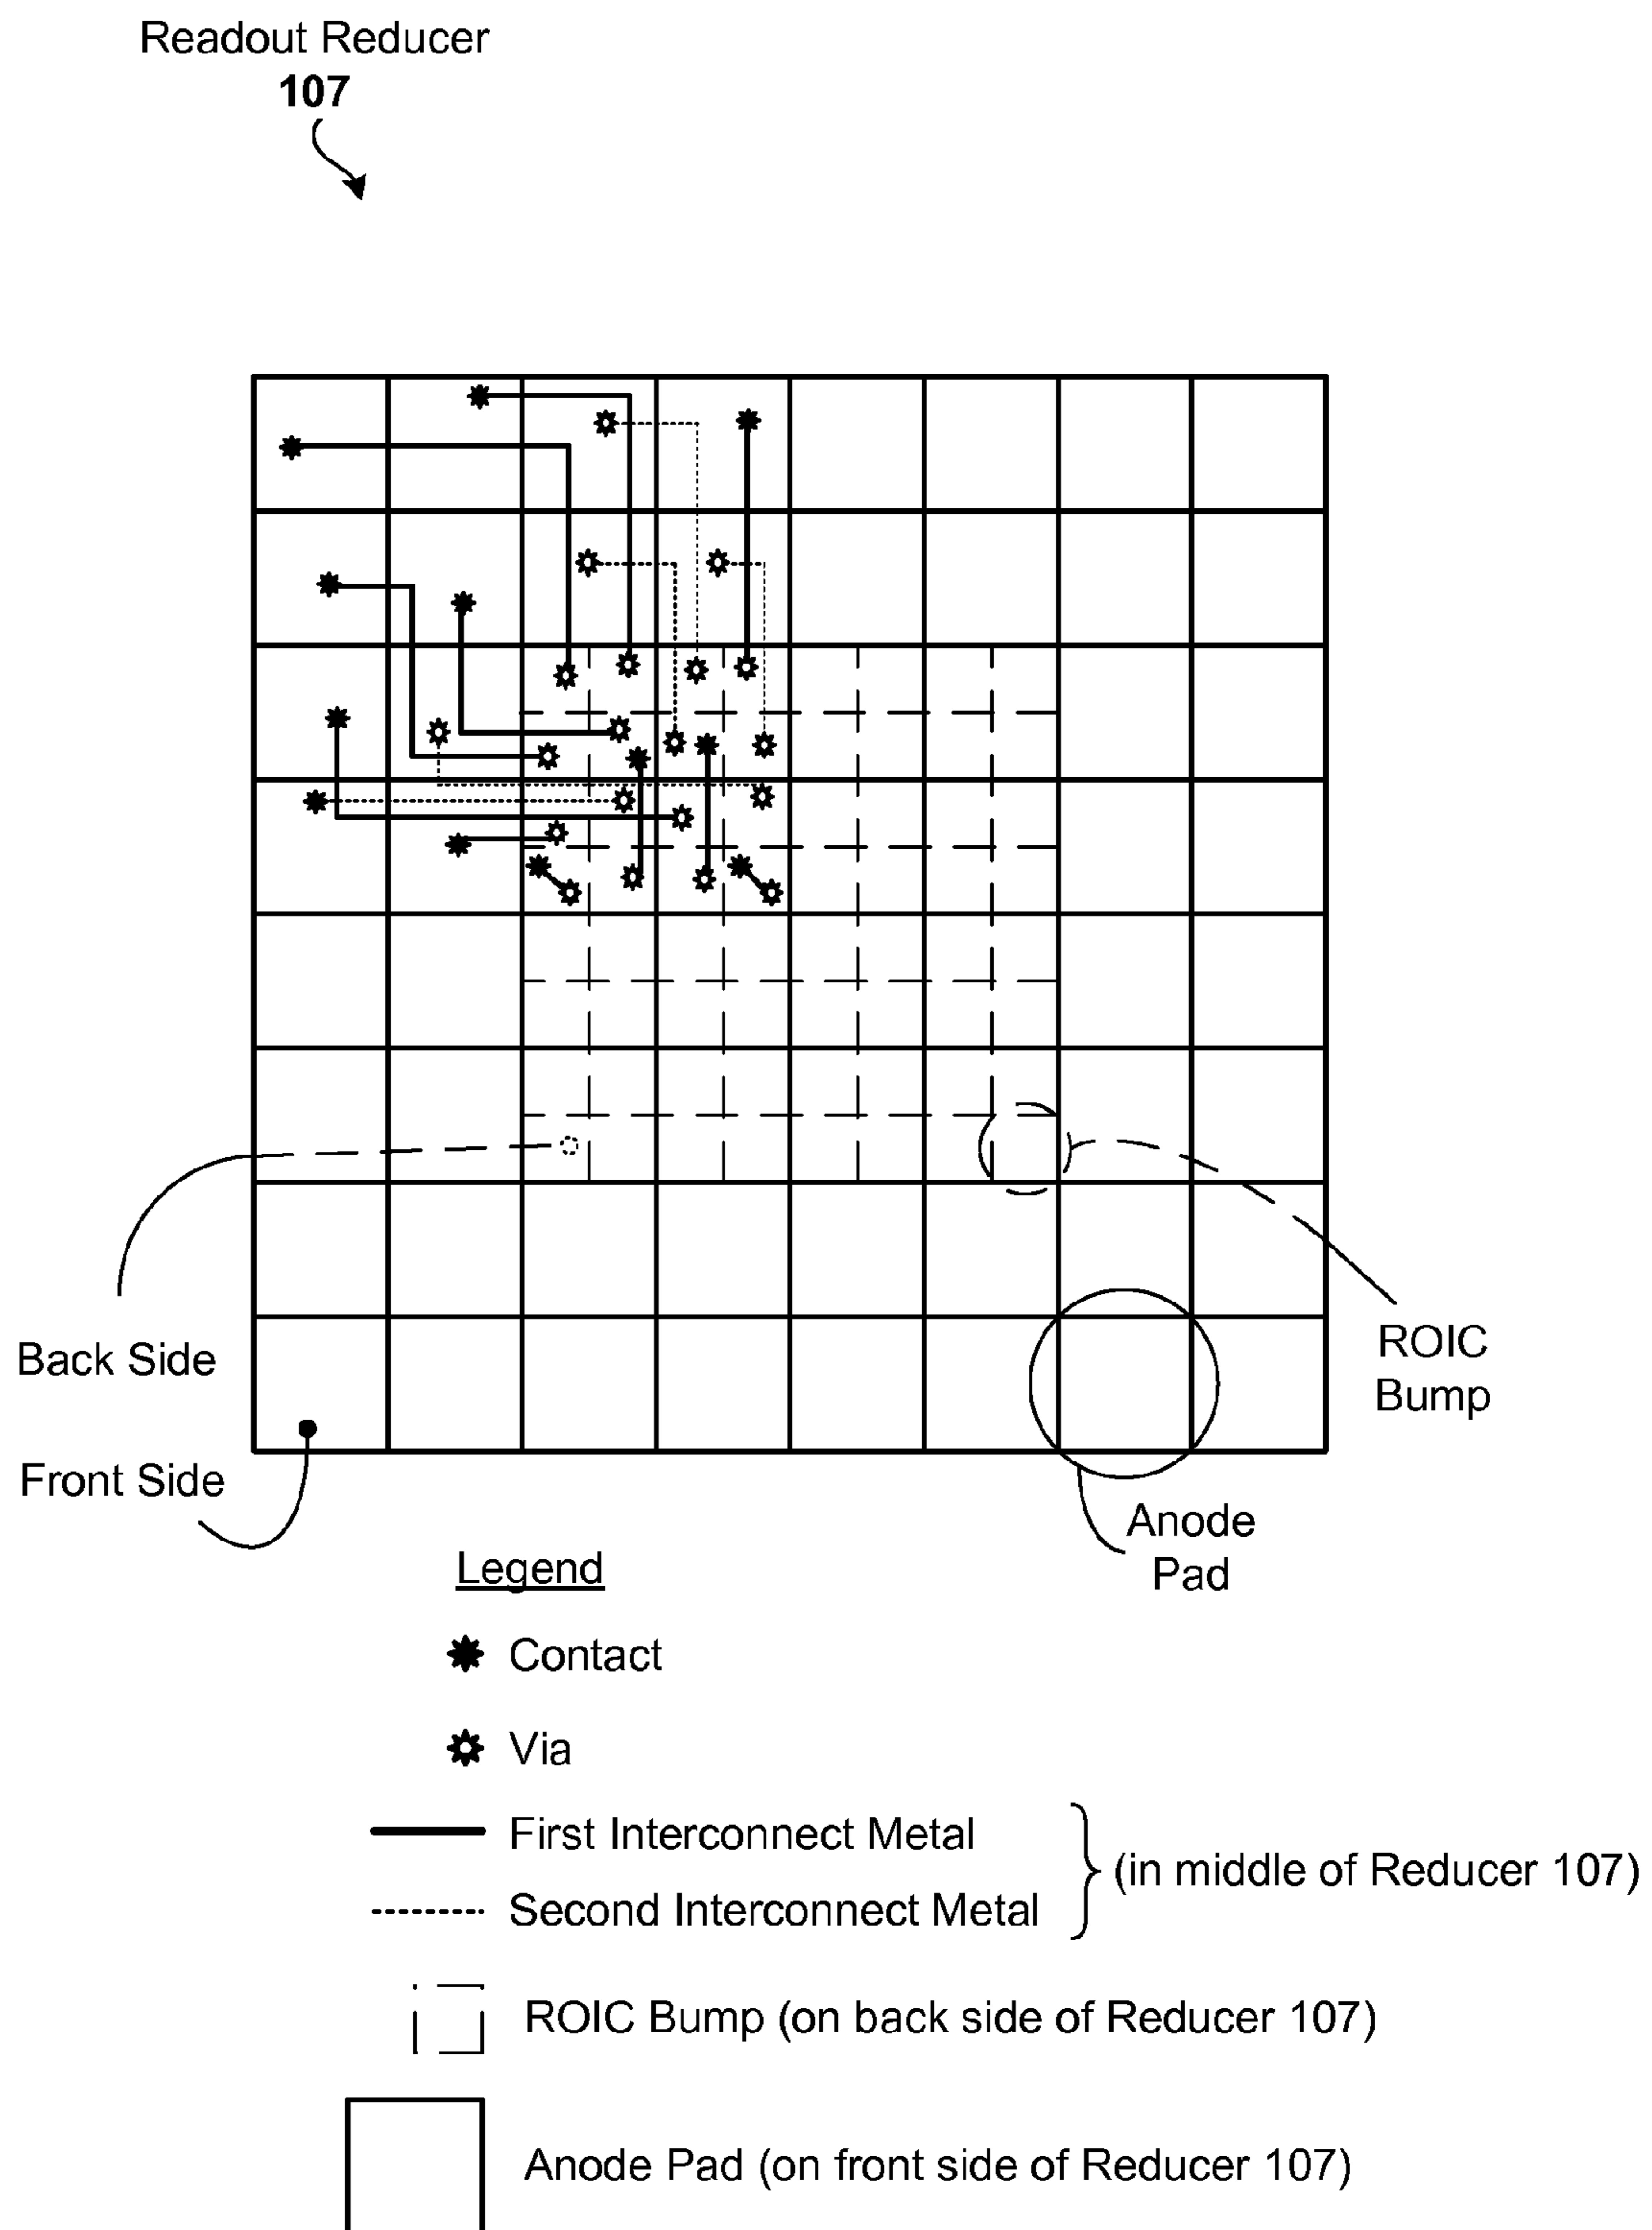 Readout Reducer
107
Back Side
Front Side
ROIC
Bump
Anode
Pad
Legend
Contact
Via
First Interconnect Metal
Second Interconnect Metal
(in middle of Reducer 107)
ROIC Bump (on back side of Reducer 107)
Anode Pad (on front side of Reducer 107)